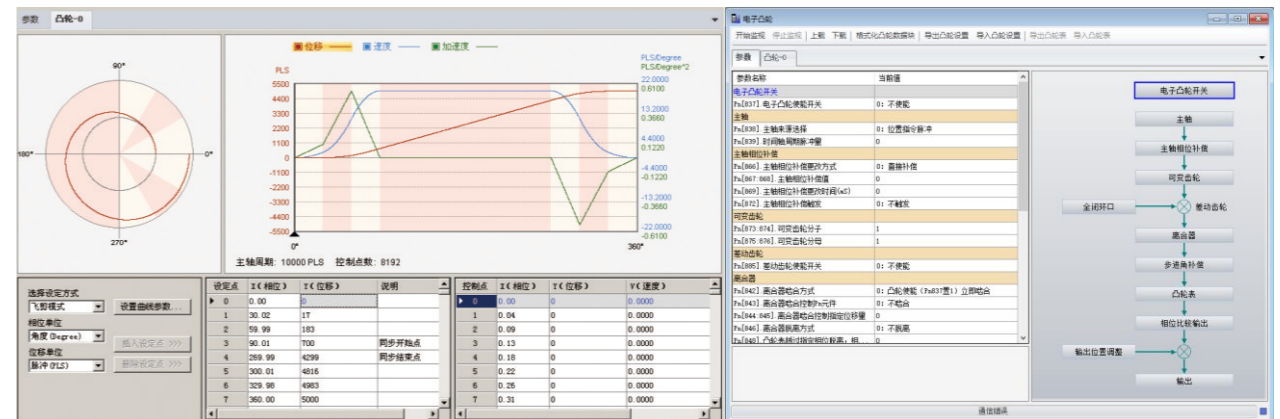 参数 凸轮-0
90°
180°
0°
270°
位移 速度 加速度
PLS
PLS/Degree
PLS/Degree^2
5500
4400
3300
2200
1100
0
-1100
-2200
-3300
-4400
-5500
22.0000
0.6100
13.2000
0.3660
4.4000
0.1220
-4.4000
-0.1220
-13.2000
-0.3660
-22.0000
-0.6100
0°
360°
主轴周期: 10000 PLS 控制点数: 8192
选择设定方式
飞剪模式
设置曲线参数...
相位单位
角度(Degree)
插入设定点 >>>
位移单位
脉冲(PLS)
删除设定点 >>>
设定点 X(相位) Y(位移) 说明
0 0.00 0
1 30.02 17
2 59.99 183
3 90.01 700 同步开始点
4 269.99 4299 同步结束点
5 300.01 4816
6 329.98 4983
7 360.00 5000
控制点 X(相位) Y(位移) V(速度)
0 0.00 0 0.0000
1 0.04 0 0.0000
2 0.09 0 0.0000
3 0.13 0 0.0000
4 0.18 0 0.0000
5 0.22 0 0.0000
6 0.26 0 0.0000
7 0.31 0 0.0000
电子凸轮
开始监视 停止监视 上载 下载 格式化凸轮数据块 导出凸轮设置 导入凸轮设置 导出凸轮表 导入凸轮表
参数 凸轮-0
参数名称 当前值
电子凸轮开关
Pn[837].电子凸轮使能开关 0: 不使能
主轴
Pn[838].主轴来源选择 0: 位置指令脉冲
Pn[839].时间轴周期脉冲量 0
主轴相位补偿
Pn[866].主轴相位补偿更改方式 0: 直接补偿
Pn[867:868].主轴相位补偿值 0
Pn[869].主轴相位补偿更改时间(mS) 0
Pn[872].主轴相位补偿触发 0: 不触发
可变齿轮
Pn[873:874].可变齿轮分子 1
Pn[875:876].可变齿轮分母 1
差动齿轮
Pn[885].差动齿轮使能开关 0: 不使能
离合器
Pn[842].离合器啮合方式 0: 凸轮使能(Pn837置1)立即啮合
Pn[843].离合器啮合控制Pn元件 0: 不啮合
Pn[844:845].离合器啮合控制指定位移量 0
Pn[846].离合器脱离方式 0: 不脱离
电子凸轮开关
主轴
主轴相位补偿
可变齿轮
全闭环口
差动齿轮
离合器
步进角补偿
凸轮表
相位比较输出
输出位置调整
输出
通信错误